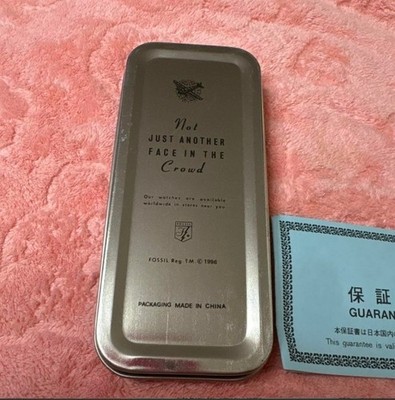 Not
JUST ANOTHER
FACE IN THE
Crowd
Our watches are available
worldwide in stores near you
FOSSIL Reg. TM. © 1996
PACKAGING MADE IN CHINA
保証
GUARAN
本保証書は日本国内
This guarantee is vali